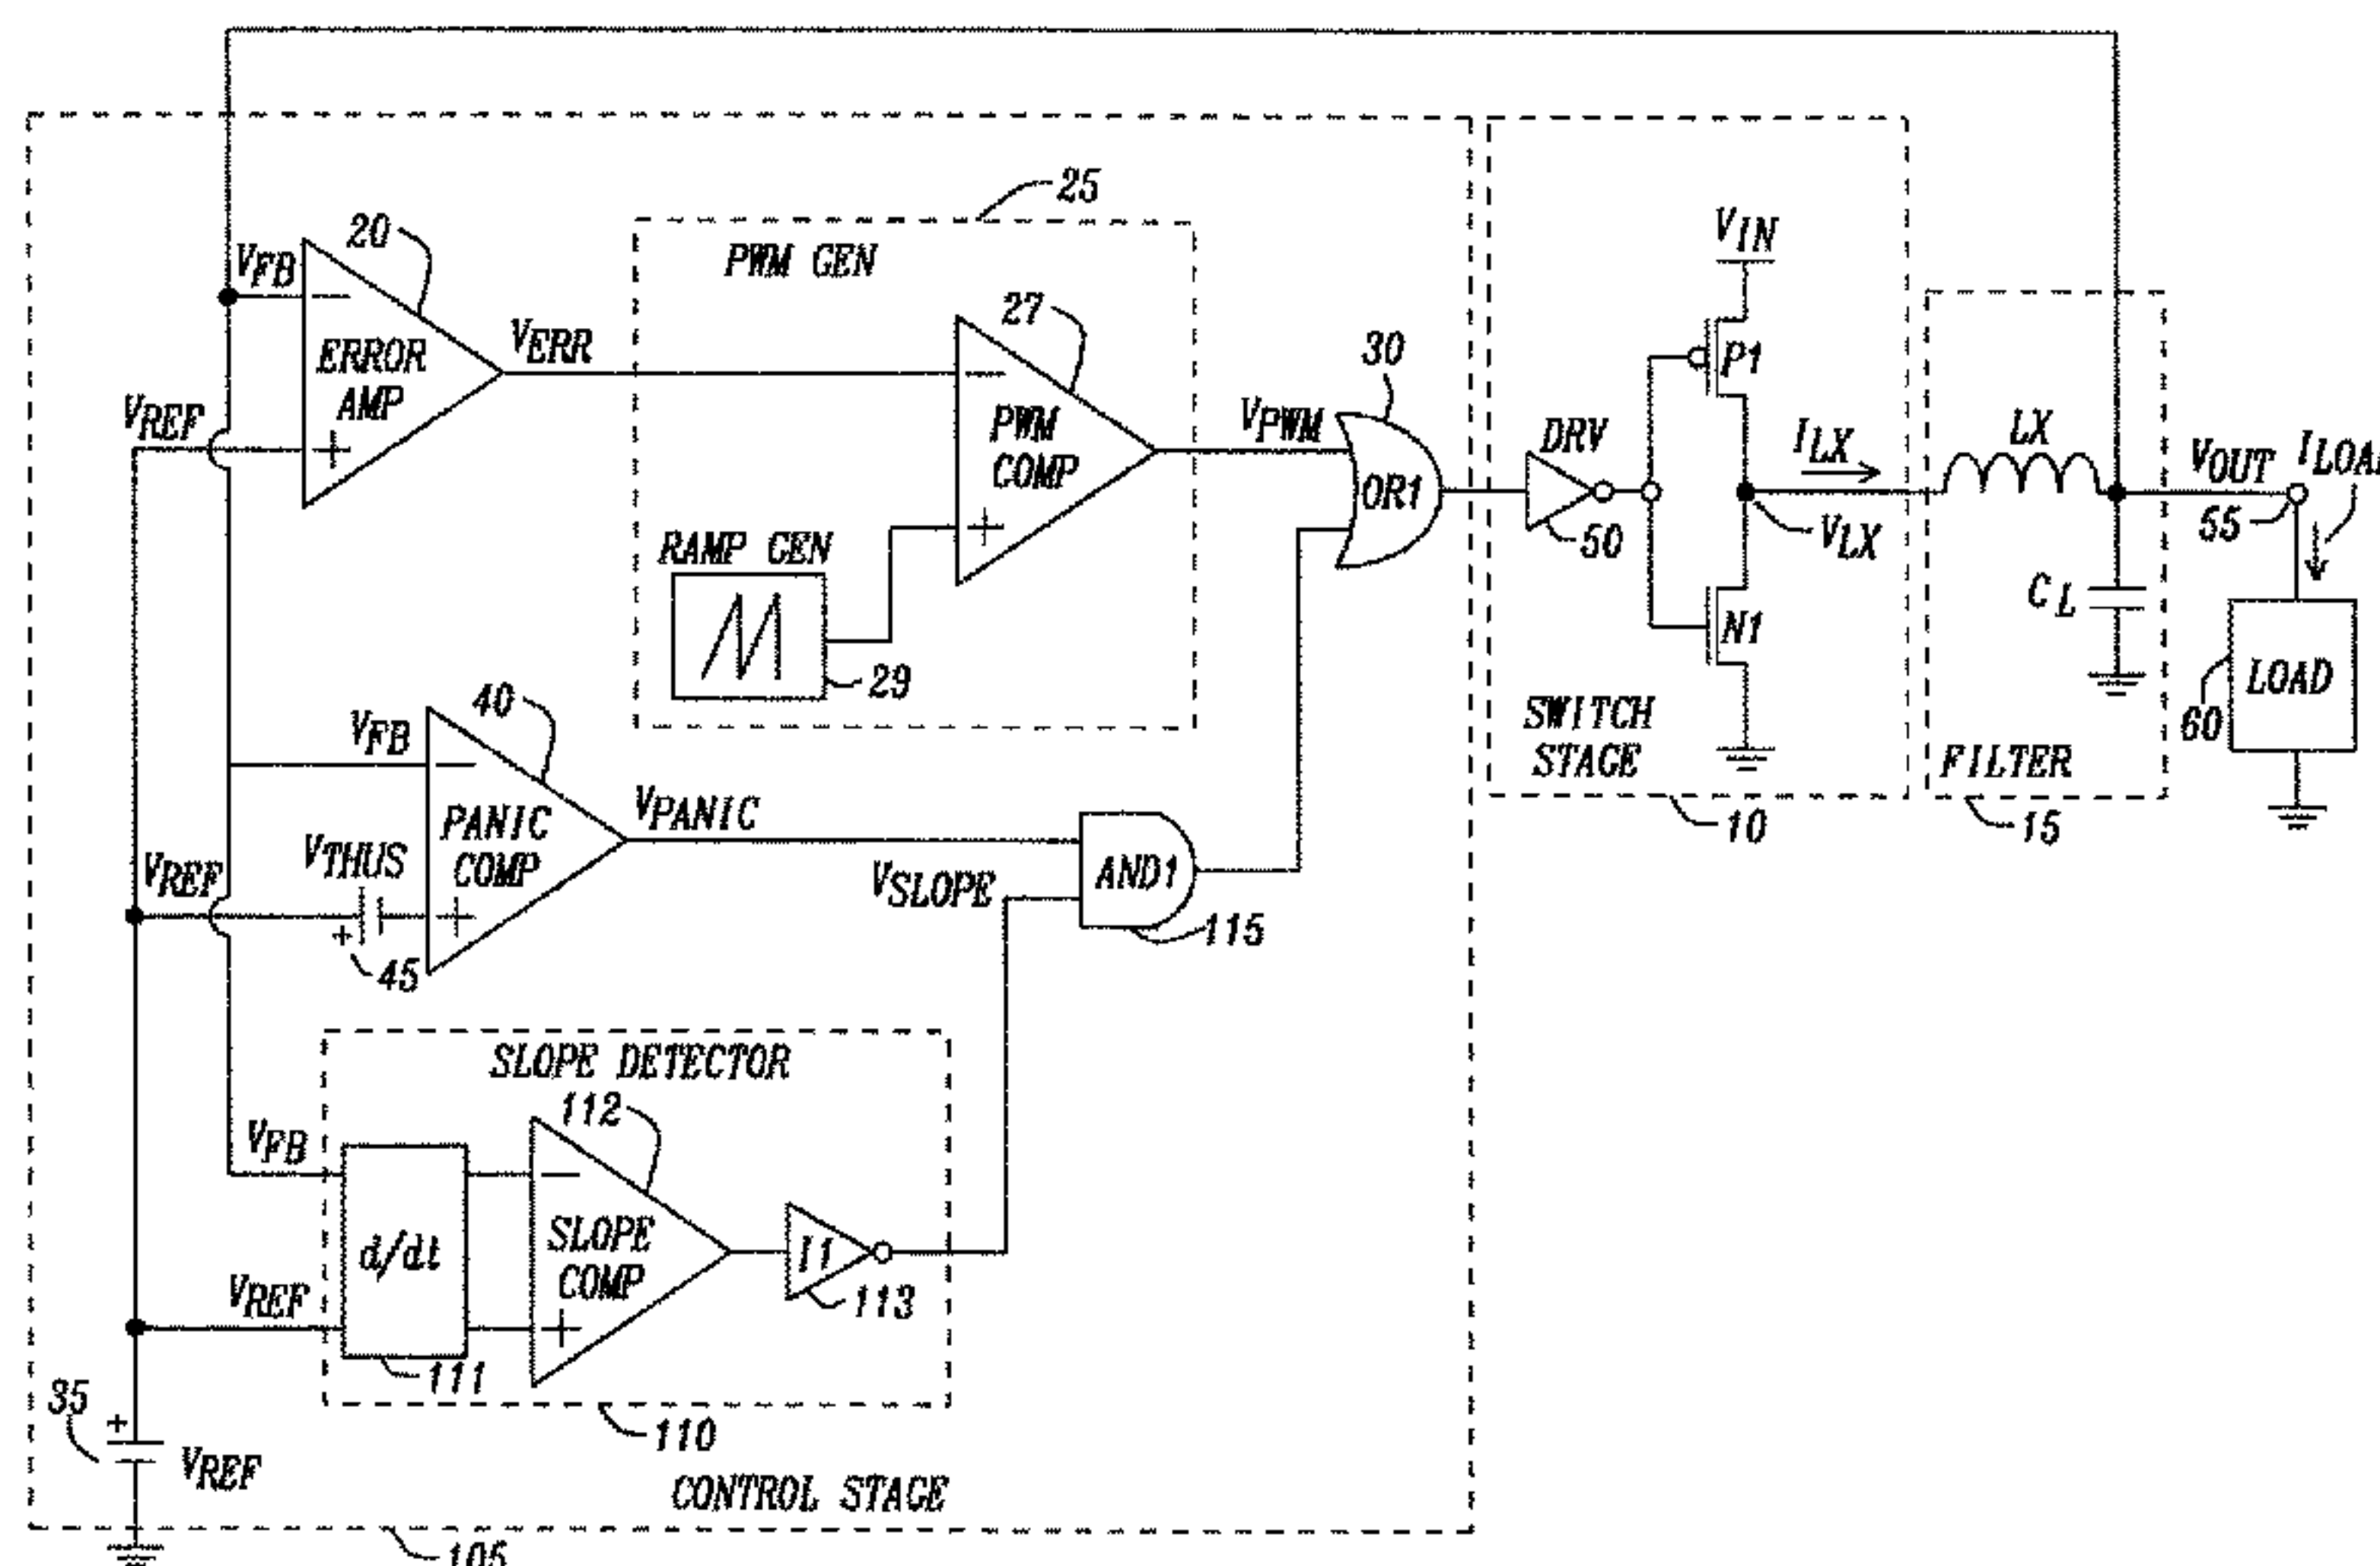 25
20
VFB
PWM GEN
VIN
27
ERROR
AMP
VERR
30
P1
VREF
PWM
COMP
VPWM
DRV
ILX
LX
VOUT
OR1
55
RAMP GEN
50
VLX
CL
N1
29
LOAD
40
SWITCH
STAGE
60
VFB
FILTER
VPANIC
PANIC
COMP
10
15
VTHUS
VREF
AND1
VSLOPE
+
45
115
SLOPE DETECTOR
112
VFB
d/dt
SLOPE
COMP
I1
VREF
113
111
35
+
110
VREF
CONTROL STAGE
105